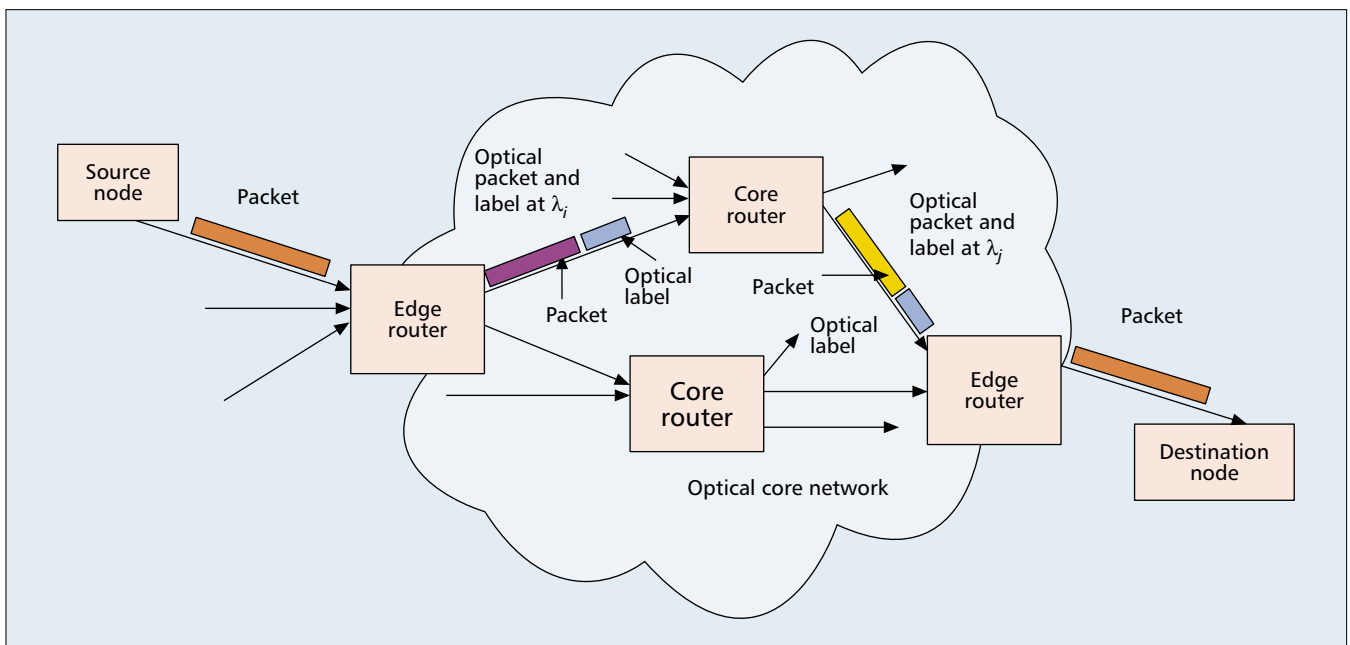 Source
node
Packet
Edge
router
Optical
packet and
label at λi
Packet
Optical
label
Core
router
Optical
packet and
label at λj
Packet
Optical
label
Core
router
Edge
router
Packet
Destination
node
Optical core network